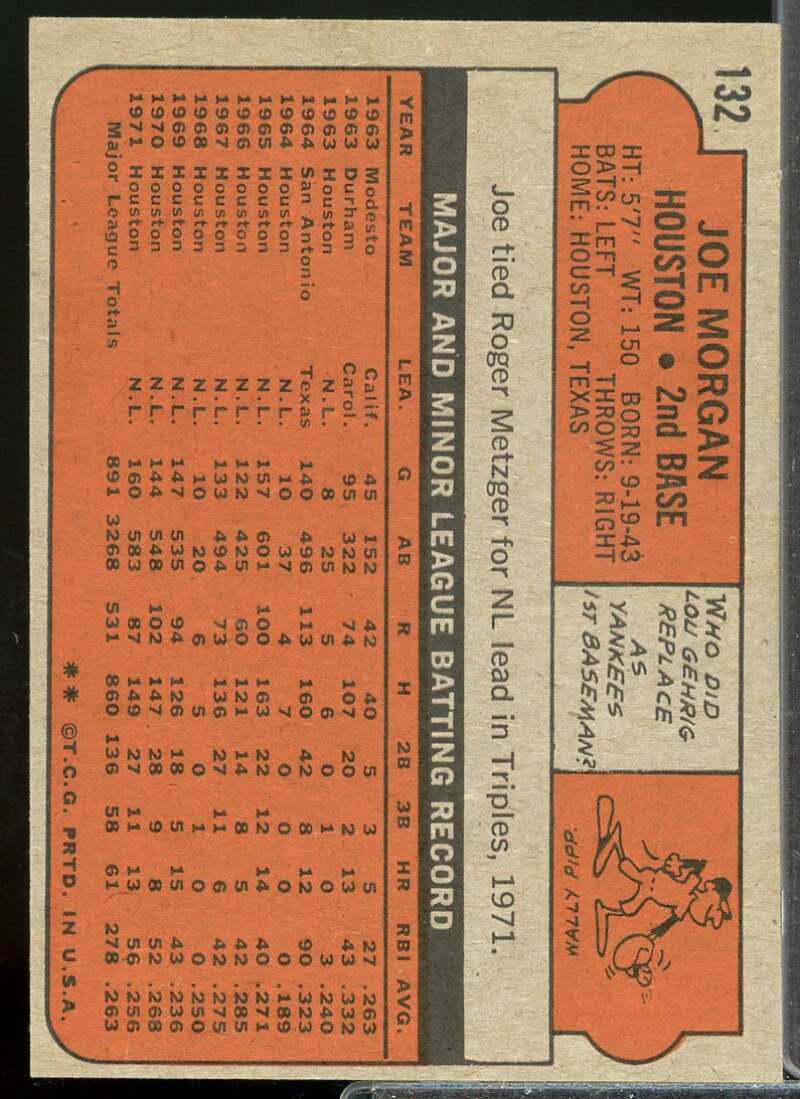 132
JOE MORGAN
HOUSTON • 2nd BASE
HT: 5'7" WT: 150 BORN: 9-19-43
BATS: LEFT THROWS: RIGHT
HOME: HOUSTON, TEXAS
WHO DID
LOU GEHRIG
REPLACE
AS
YANKEES
1ST BASEMAN?
WALLY PIPP.
Joe tied Roger Metzger for NL lead in Triples, 1971.
MAJOR AND MINOR LEAGUE BATTING RECORD
YEAR TEAM LEA. G AB R H 2B 3B HR RBI AVG.
1963 Modesto Calif. 45 152 42 40 5 3 5 27 .263
1963 Durham Carol. 95 322 74 107 20 2 13 43 .332
1963 Houston N.L. 8 25 5 6 0 1 0 3 .240
1964 San Antonio Texas 140 496 113 160 42 8 12 90 .323
1964 Houston N.L. 10 37 4 7 0 0 0 0 .189
1965 Houston N.L. 157 601 100 163 22 12 14 40 .271
1966 Houston N.L. 122 425 60 121 14 8 5 42 .285
1967 Houston N.L. 133 494 73 136 27 11 6 42 .275
1968 Houston N.L. 10 20 6 5 0 1 0 0 .250
1969 Houston N.L. 147 535 94 126 18 5 15 43 .236
1970 Houston N.L. 144 548 102 147 28 9 8 52 .268
1971 Houston N.L. 160 583 87 149 27 11 13 56 .256
Major League Totals 891 3268 531 860 136 58 61 278 .263
** ©T.C.G. PRTD. IN U.S.A.